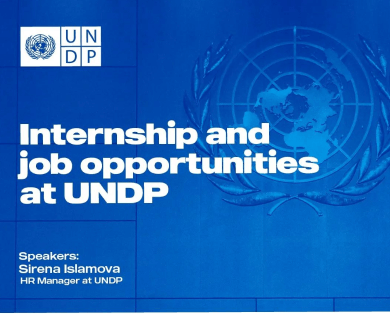 U N
D P
Internship and
job opportunities
at UNDP
Speakers:
Sirena Islamova
HR Manager at UNDP